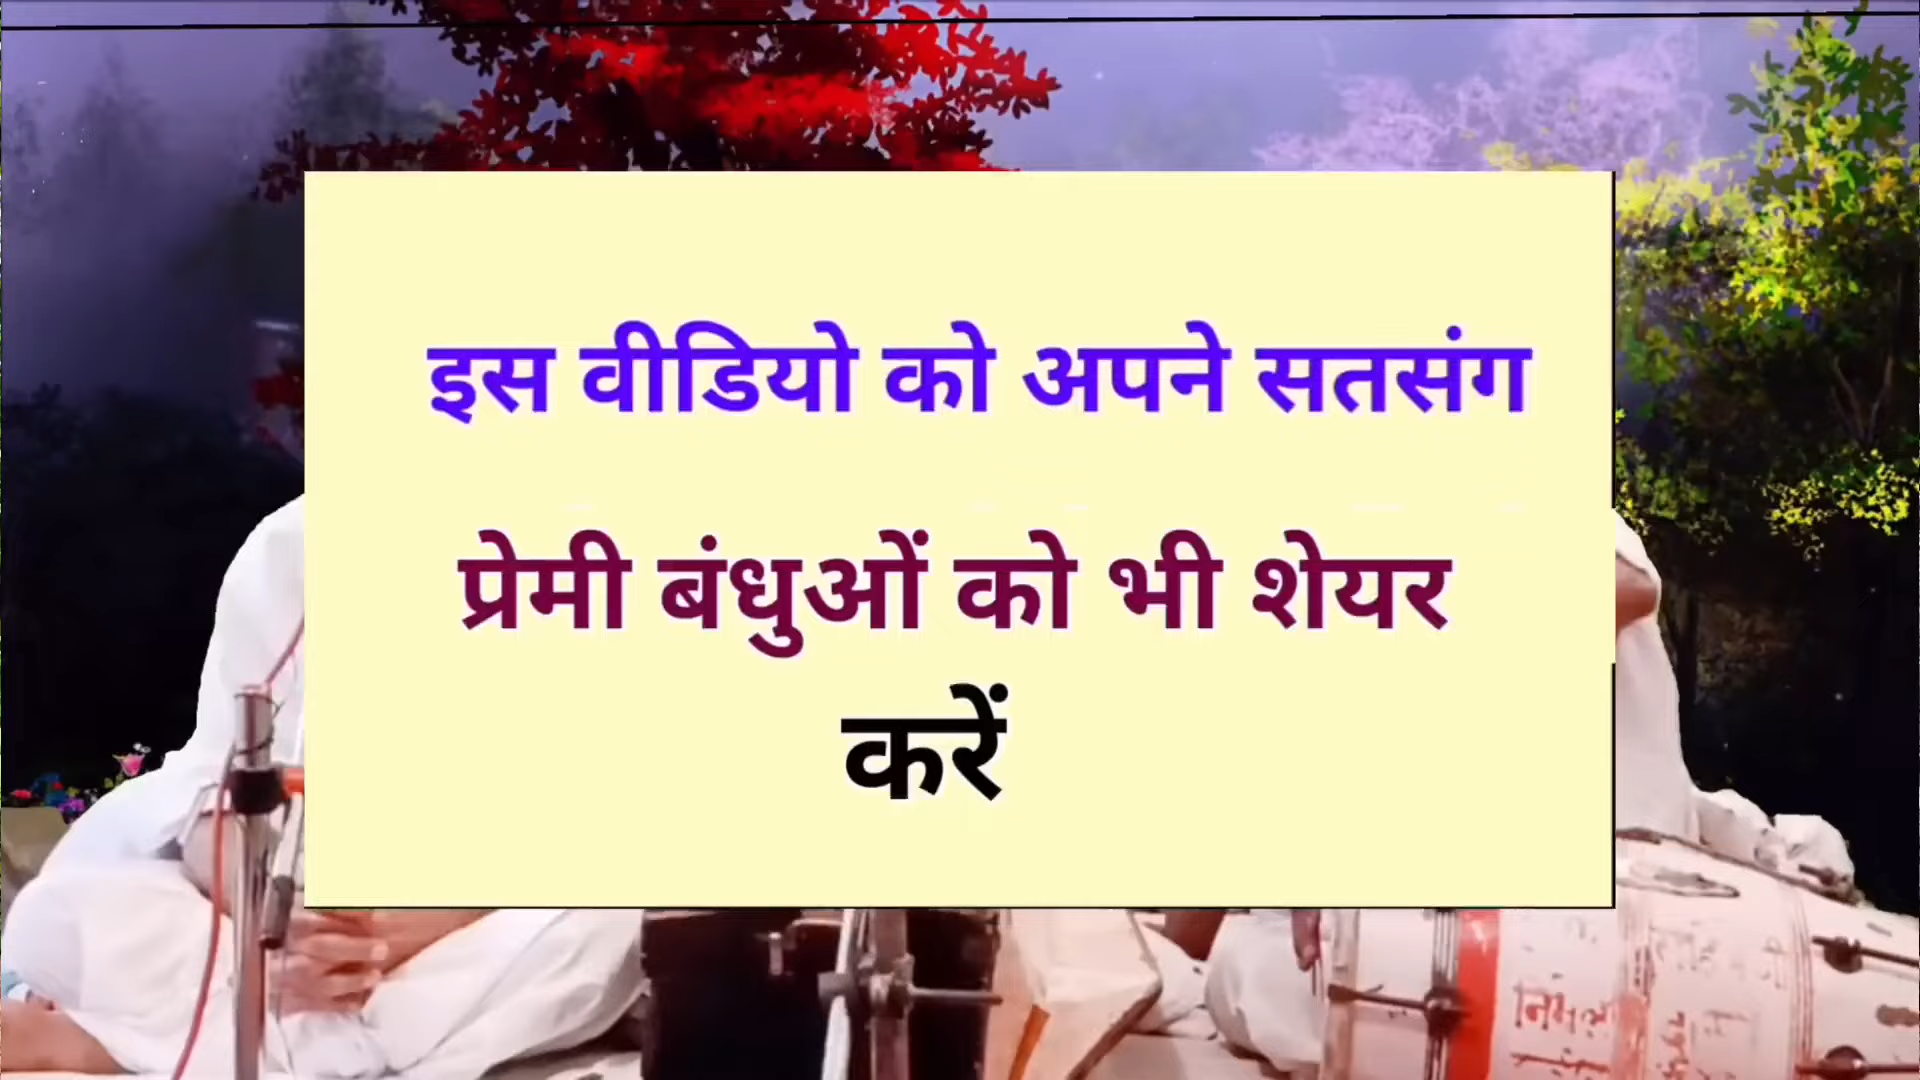 इस वीडियो को अपने सतसंग
प्रेमी बंधुओं को भी शेयर
करें